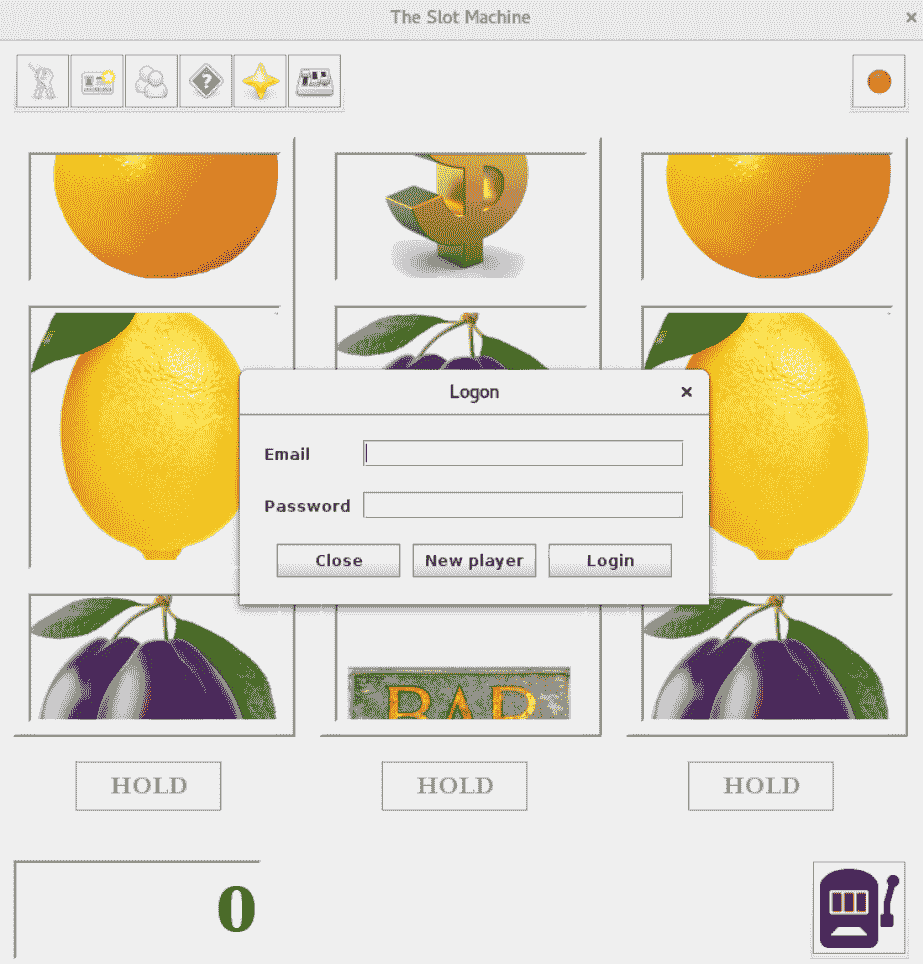 The Slot Machine
Logon
Email
Password
Close New player Login
BAR
HOLD HOLD HOLD
0